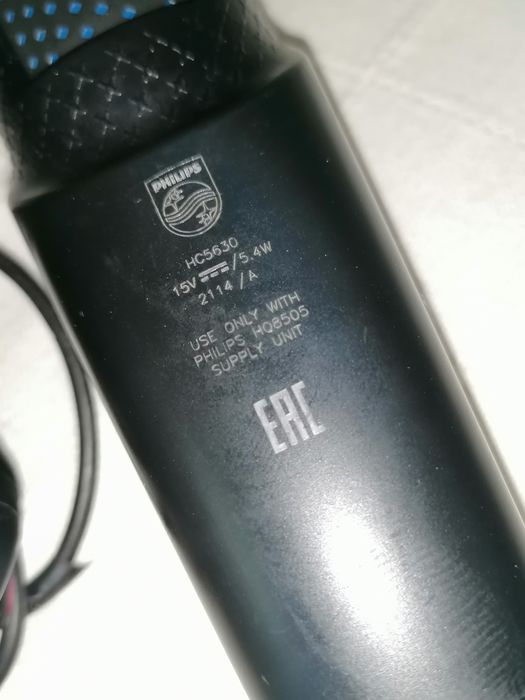 PHILIPS
HC5630
15V ⎓ /5.4W
2114 /A
USE ONLY WITH
PHILIPS HQ8505
SUPPLY UNIT
EAC